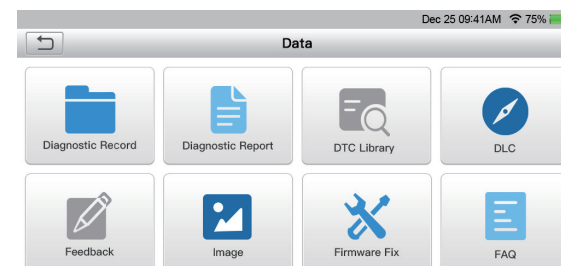 Dec 25 09:41AM 75%
Data
Diagnostic Record Diagnostic Report DTC Library DLC
Feedback Image Firmware Fix FAQ